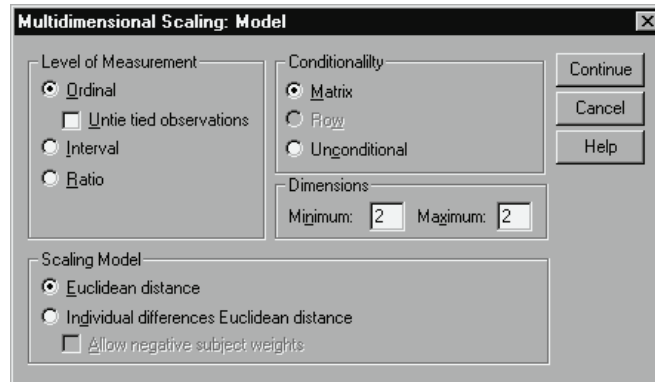 Multidimensional Scaling: Model
Level of Measurement
Ordinal
Untie tied observations
Interval
Ratio
Conditionalilty
Matrix
Row
Unconditional
Dimensions
Minimum: 2 Maximum: 2
Scaling Model
Euclidean distance
Individual differences Euclidean distance
Allow negative subject weights
Continue
Cancel
Help